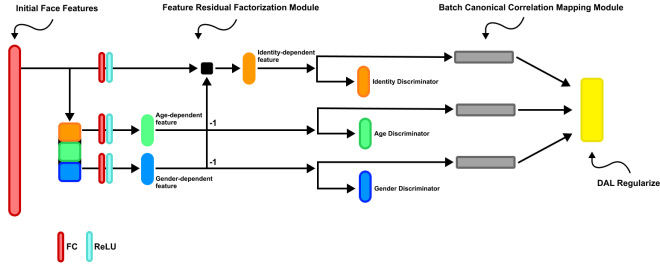 Initial Face Features
Feature Residual Factorization Module
Batch Canonical Correlation Mapping Module
Identity-dependent
feature
Identity Discriminator
Age-dependent
feature
-1
Age Discriminator
Gender-dependent
feature
-1
Gender Discriminator
DAL Regularize
FC
ReLU